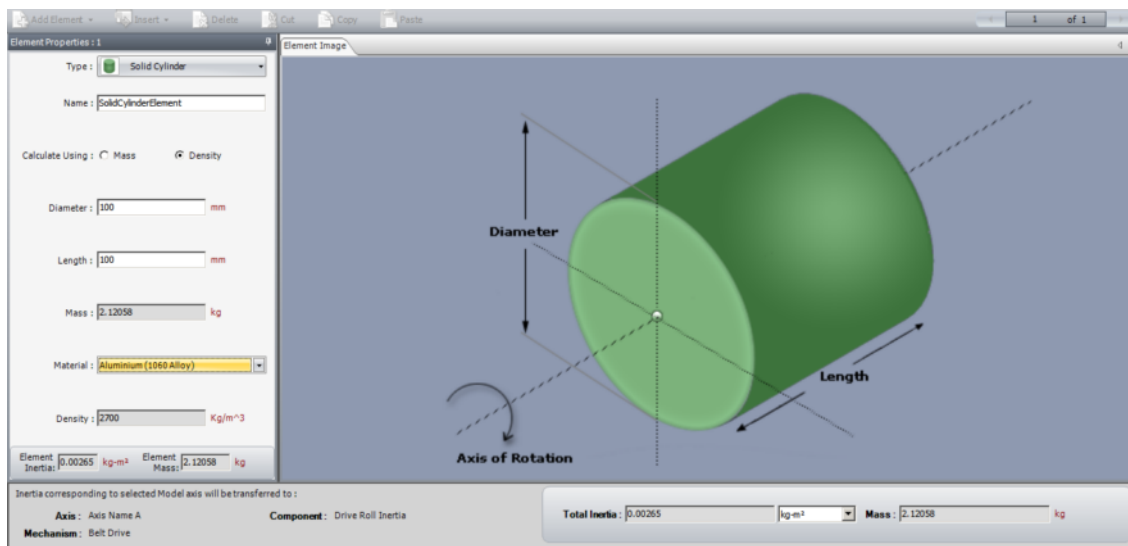 Add Element Insert Delete Cut Copy Paste 1 of 1
Element Properties : 1
Element Image
Type : Solid Cylinder
Name : SolidCylinderElement
Calculate Using : Mass Density
Diameter : 100 mm
Length : 100 mm
Mass : 2.12058 kg
Material : Aluminium (1060 Alloy)
Density : 2700 Kg/m^3
Element Inertia: 0.00265 kg-m² Element Mass: 2.12058 kg
Diameter
Length
Axis of Rotation
Inertia corresponding to selected Model axis will be transferred to :
Axis : Axis Name A Component : Drive Roll Inertia
Mechanism : Belt Drive
Total Inertia : 0.00265 kg-m² Mass : 2.12058 kg